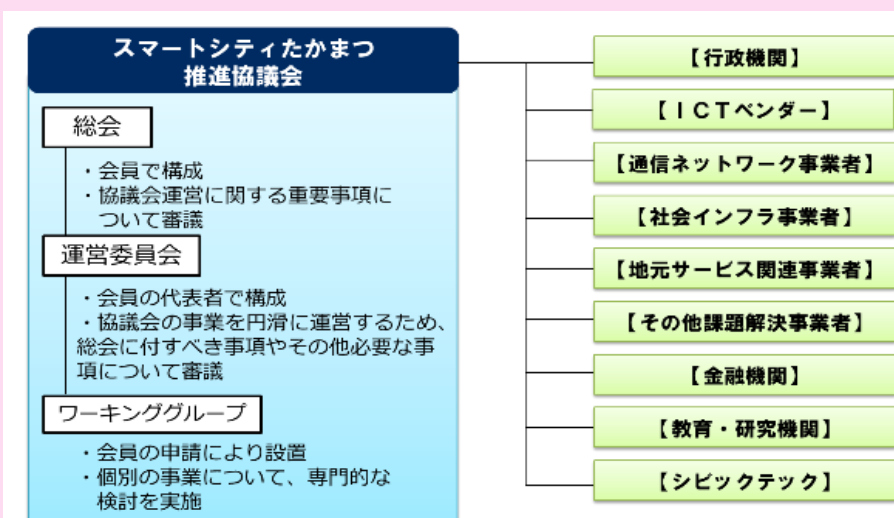 スマートシティたかまつ
推進協議会
総会
・会員で構成
・協議会運営に関する重要事項に
ついて審議
運営委員会
・会員の代表者で構成
・協議会の事業を円滑に運営するため、
総会に付すべき事項やその他必要な事
項について審議
ワーキンググループ
・会員の申請により設置
・個別の事業について、専門的な
検討を実施
【行政機関】
【ICTベンダー】
【通信ネットワーク事業者】
【社会インフラ事業者】
【地元サービス関連事業者】
【その他課題解決事業者】
【金融機関】
【教育・研究機関】
【シビックテック】